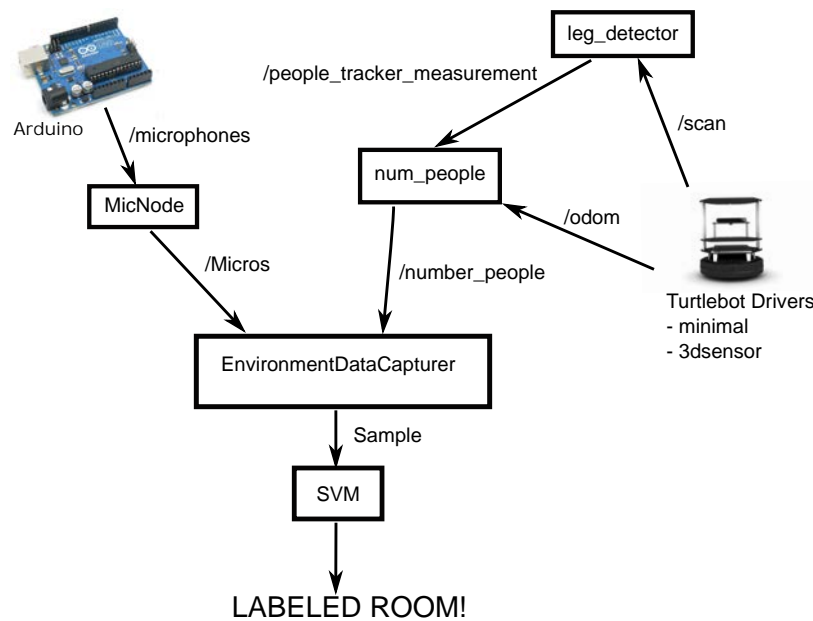 leg_detector
/people_tracker_measurement
Arduino
/microphones
/scan
num_people
MicNode
/odom
/Micros
/number_people
Turtlebot Drivers
- minimal
- 3dsensor
EnvironmentDataCapturer
Sample
SVM
LABELED ROOM!